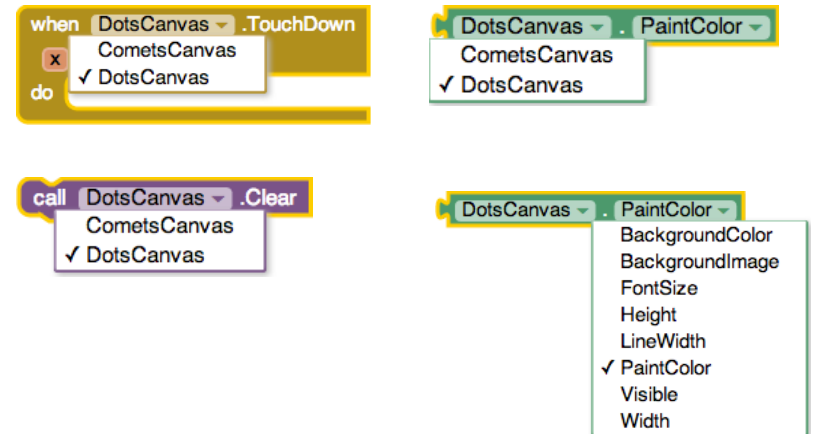 when DotsCanvas .TouchDown
CometsCanvas
x
✓ DotsCanvas
do
DotsCanvas . PaintColor
CometsCanvas
✓ DotsCanvas
call DotsCanvas .Clear
CometsCanvas
✓ DotsCanvas
DotsCanvas . PaintColor
BackgroundColor
BackgroundImage
FontSize
Height
LineWidth
✓ PaintColor
Visible
Width